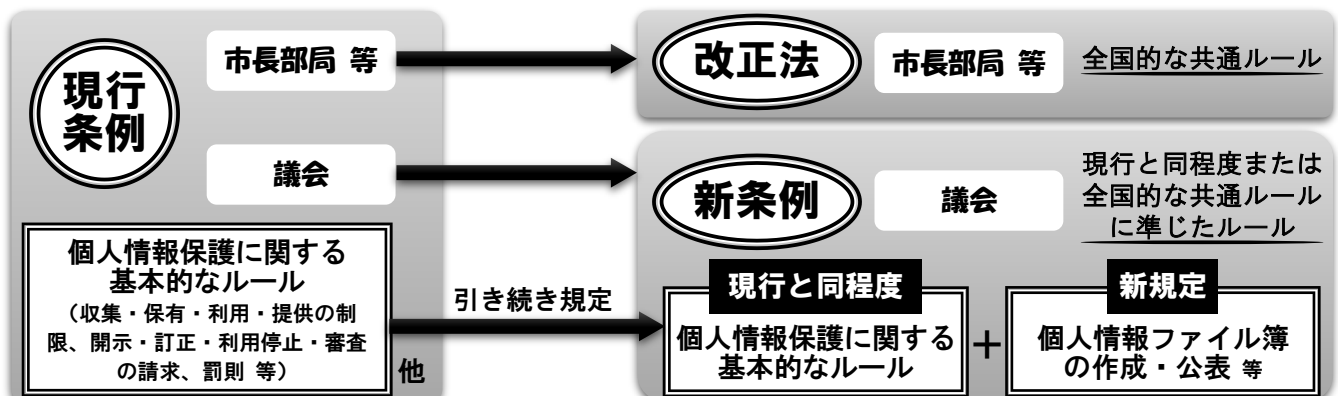 現行
条例
市長部局 等
議会
個人情報保護に関する
基本的なルール
（収集・保有・利用・提供の制
限、開示・訂正・利用停止・審査
の請求、罰則 等）
他
引き続き規定
改正法
市長部局 等
全国的な共通ルール
新条例
議会
現行と同程度または
全国的な共通ルール
に準じたルール
現行と同程度
個人情報保護に関する
基本的なルール
＋
新規定
個人情報ファイル簿
の作成・公表 等